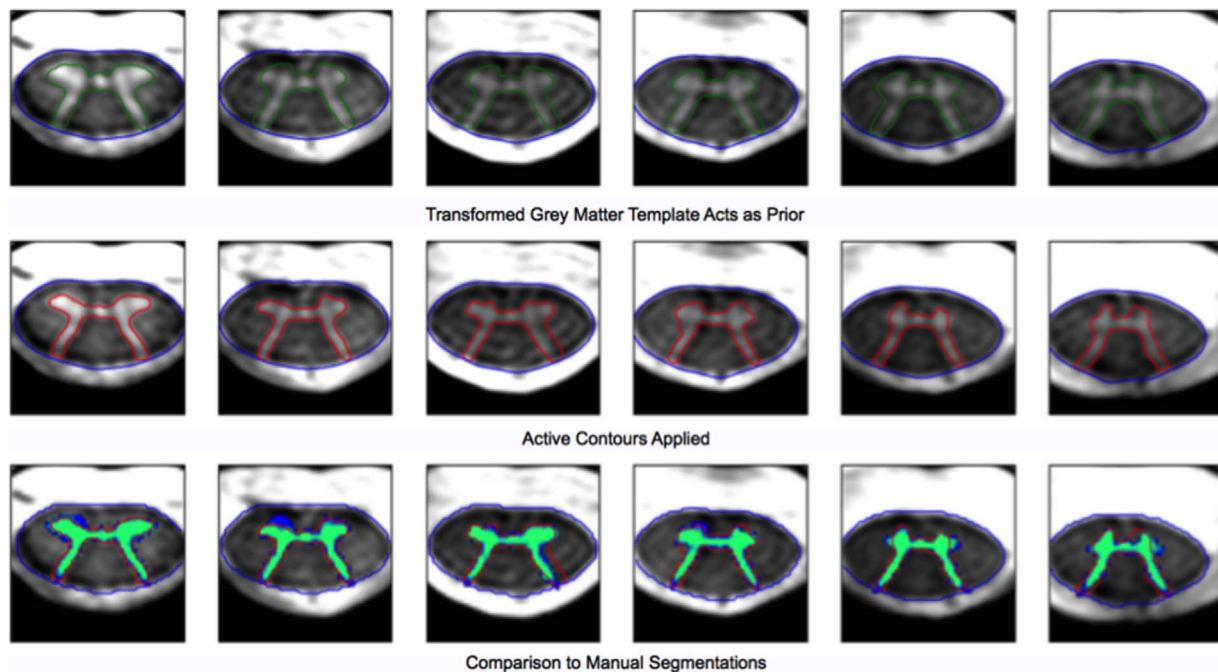 Transformed Grey Matter Template Acts as Prior
Active Contours Applied
Comparison to Manual Segmentations